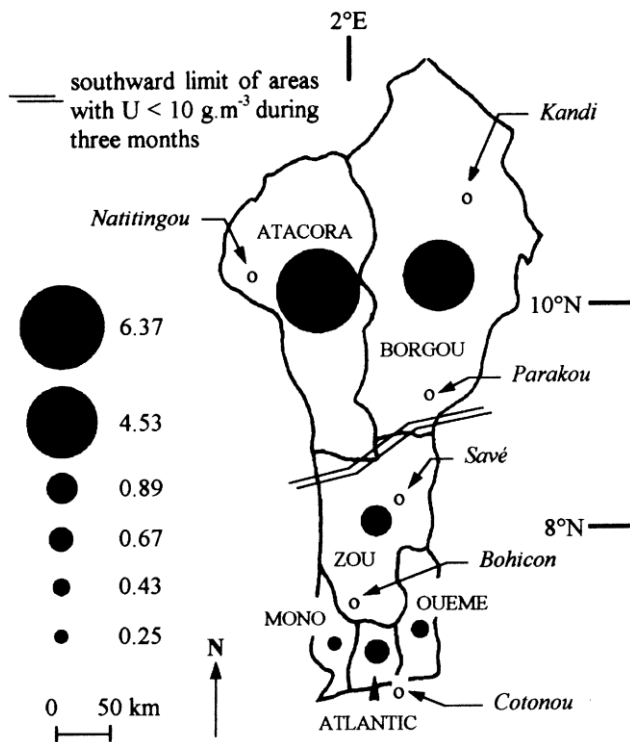 2°E
southward limit of areas
with U < 10 g.m⁻³ during
three months
Kandi
Natitingou
ATACORA
6.37
10°N
BORGOU
Parakou
4.53
Savé
0.89
8°N
0.67
ZOU
Bohicon
0.43
OUEME
MONO
0.25
N
0 50 km
Cotonou
ATLANTIC